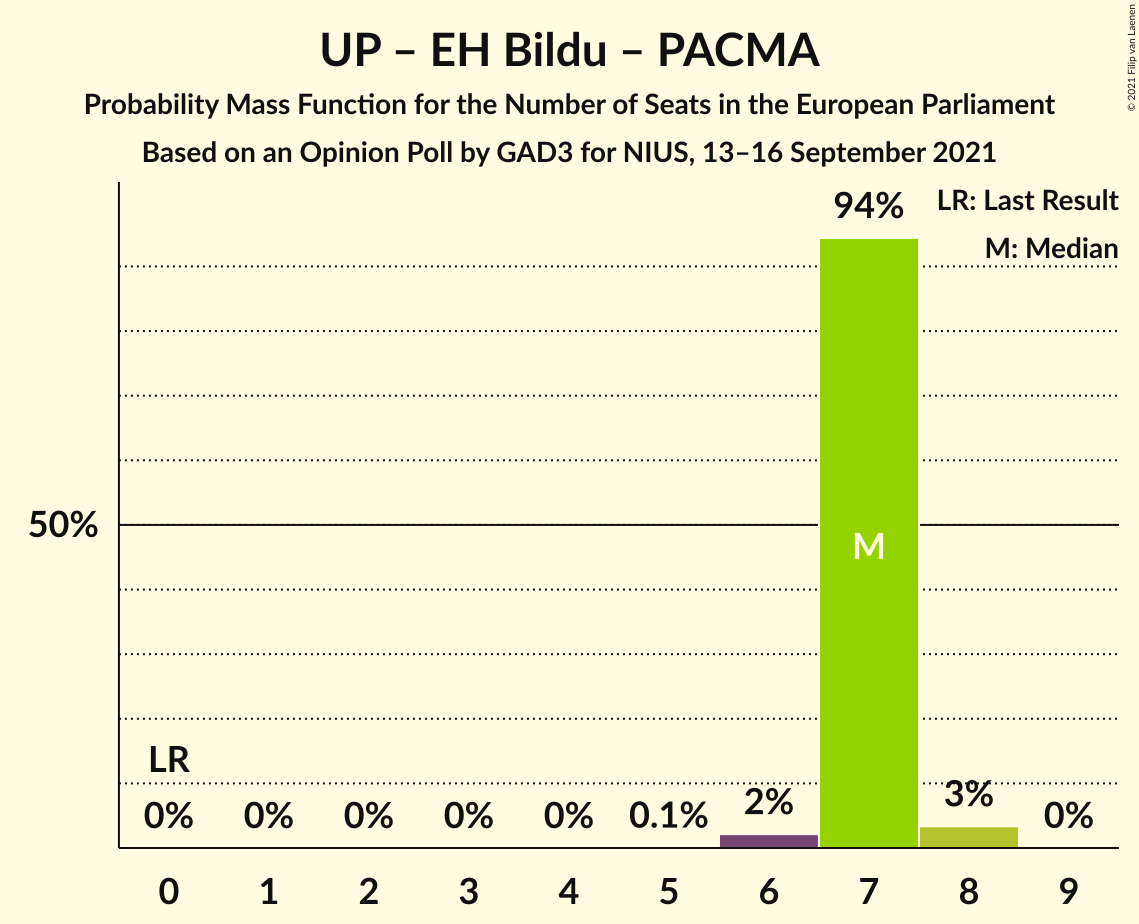 UP – EH Bildu – PACMA
Probability Mass Function for the Number of Seats in the European Parliament
Based on an Opinion Poll by GAD3 for NIUS, 13–16 September 2021
© 2021 Filip van Laenen
LR: Last Result
M: Median
94%
50%
M
LR
0%
0%
0%
0%
0%
0.1%
2%
3%
0%
0
1
2
3
4
5
6
7
8
9